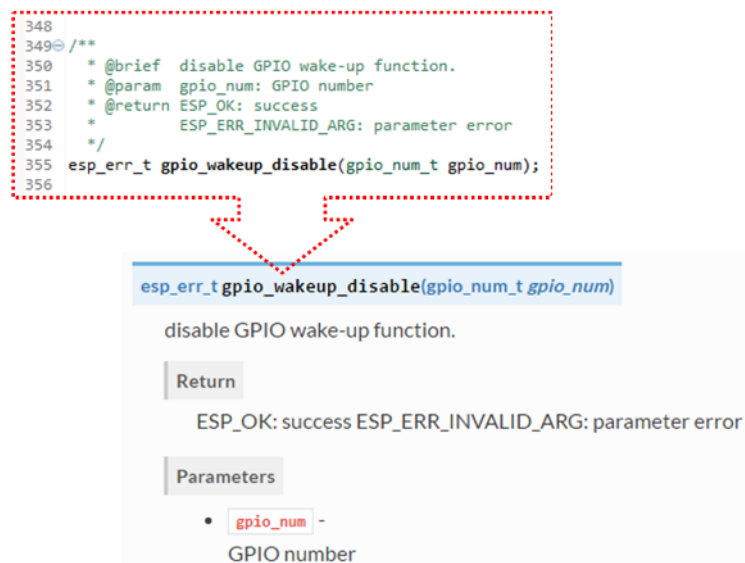 348
349 /**
350 * @brief disable GPIO wake-up function.
351 * @param gpio_num: GPIO number
352 * @return ESP_OK: success
353 * ESP_ERR_INVALID_ARG: parameter error
354 */
355 esp_err_t gpio_wakeup_disable(gpio_num_t gpio_num);
356
esp_err_t gpio_wakeup_disable(gpio_num_t gpio_num)
disable GPIO wake-up function.
Return
ESP_OK: success ESP_ERR_INVALID_ARG: parameter error
Parameters
• gpio_num -
GPIO number